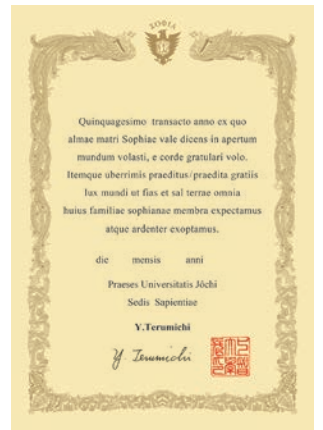 ΣΟΦΙΑ
Quinquagesimo transacto anno ex quo
almae matri Sophiae vale dicens in apertum
mundum volasti, e corde gratulari volo.
Itemque uberrimis praeditus/praedita gratiis
lux mundi ut fias et sal terrae omnia
huius familiae sophianae membra expectamus
atque ardenter exoptamus.
die mensis anni
Praeses Universitatis Jōchi
Sedis Sapientiae
Y.Terumichi
Y. Terumichi